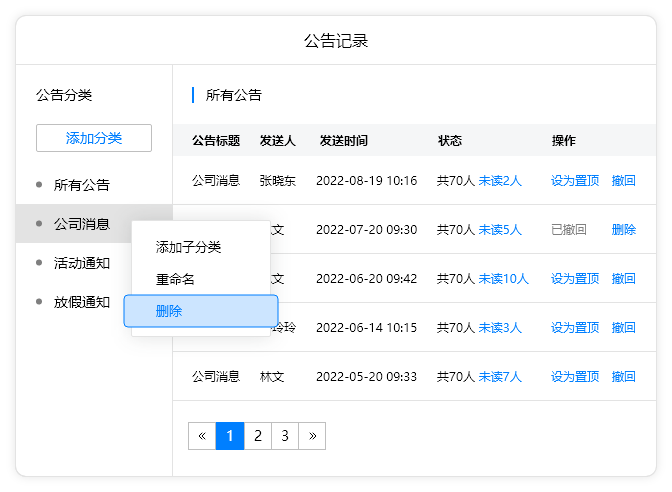 公告记录
公告分类
添加分类
所有公告
公司消息
活动通知
放假通知
添加子分类
重命名
删除
所有公告
公告标题 发送人 发送时间 状态 操作
公司消息 张晓东 2022-08-19 10:16 共70人 未读2人 设为置顶 撤回
文 2022-07-20 09:30 共70人 未读5人 已撤回 删除
文 2022-06-20 09:42 共70人 未读10人 设为置顶 撤回
玲玲 2022-06-14 10:15 共70人 未读3人 设为置顶 撤回
公司消息 林文 2022-05-20 09:33 共70人 未读7人 设为置顶 撤回
« 1 2 3 »